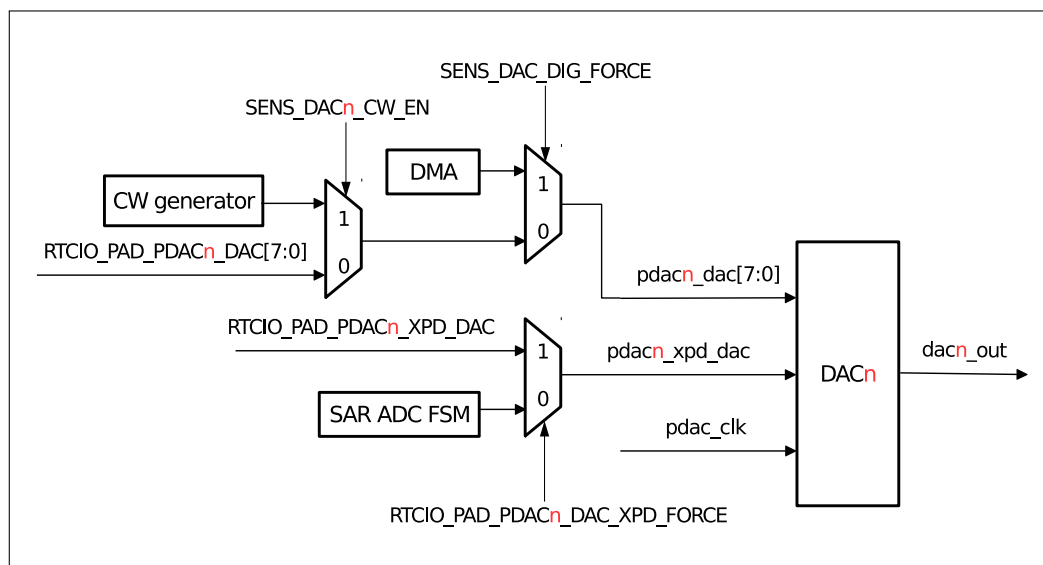 SENS_DAC_DIG_FORCE
SENS_DACn_CW_EN
DMA
1
0
CW generator
1
0
RTCIO_PAD_PDACn_DAC[7:0]
pdacn_dac[7:0]
RTCIO_PAD_PDACn_XPD_DAC
1
0
pdacn_xpd_dac
dacn_out
DACn
SAR ADC FSM
pdac_clk
RTCIO_PAD_PDACn_DAC_XPD_FORCE